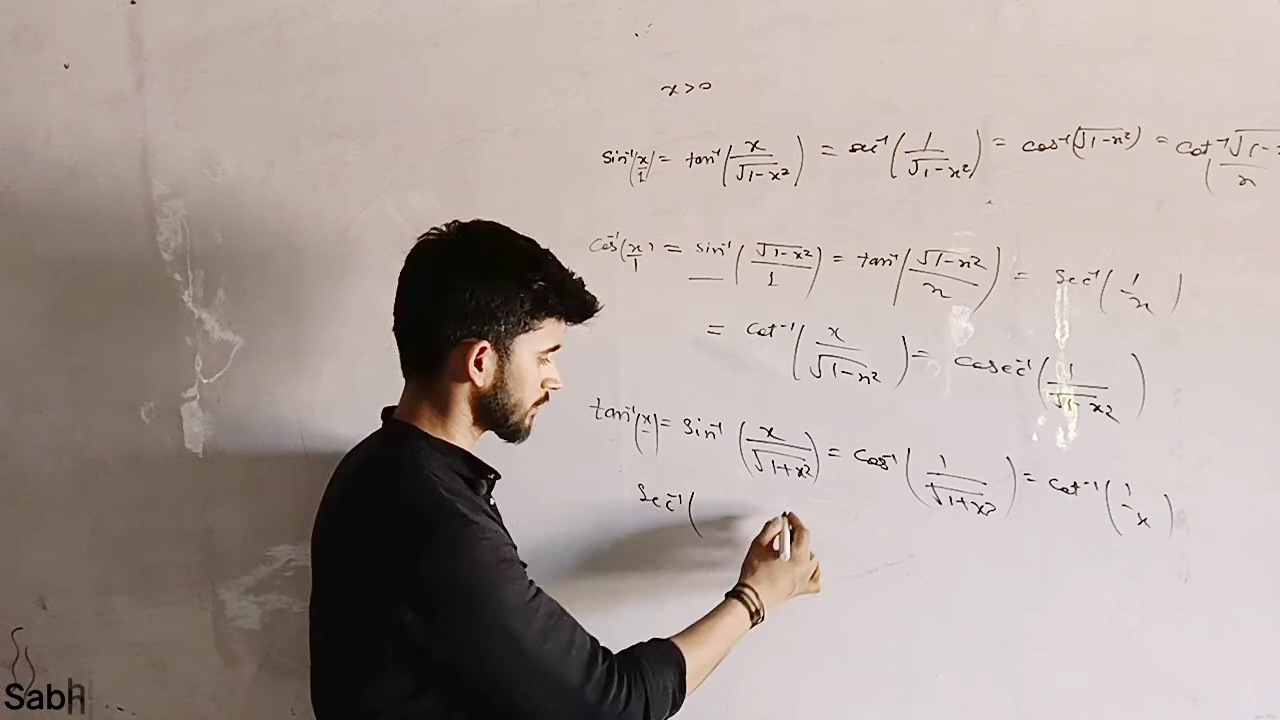 x>0
sin⁻¹(x/1) = tan⁻¹(x/√1-x²) = sec⁻¹(1/√1-x²) = cos⁻¹(√1-x²) = cot⁻¹(√1-/x
cos⁻¹(x/1) = sin⁻¹(√1-x²/1) = tan⁻¹(√1-x²/x) = sec⁻¹(1/x)
= cot⁻¹(x/√1-x²) = cosec⁻¹(1/√1-x²)
tan⁻¹(x/) = sin⁻¹(x/√1+x²) = cos⁻¹(1/√1+x²) = cot⁻¹(1/x)
sec⁻¹(
Sabh